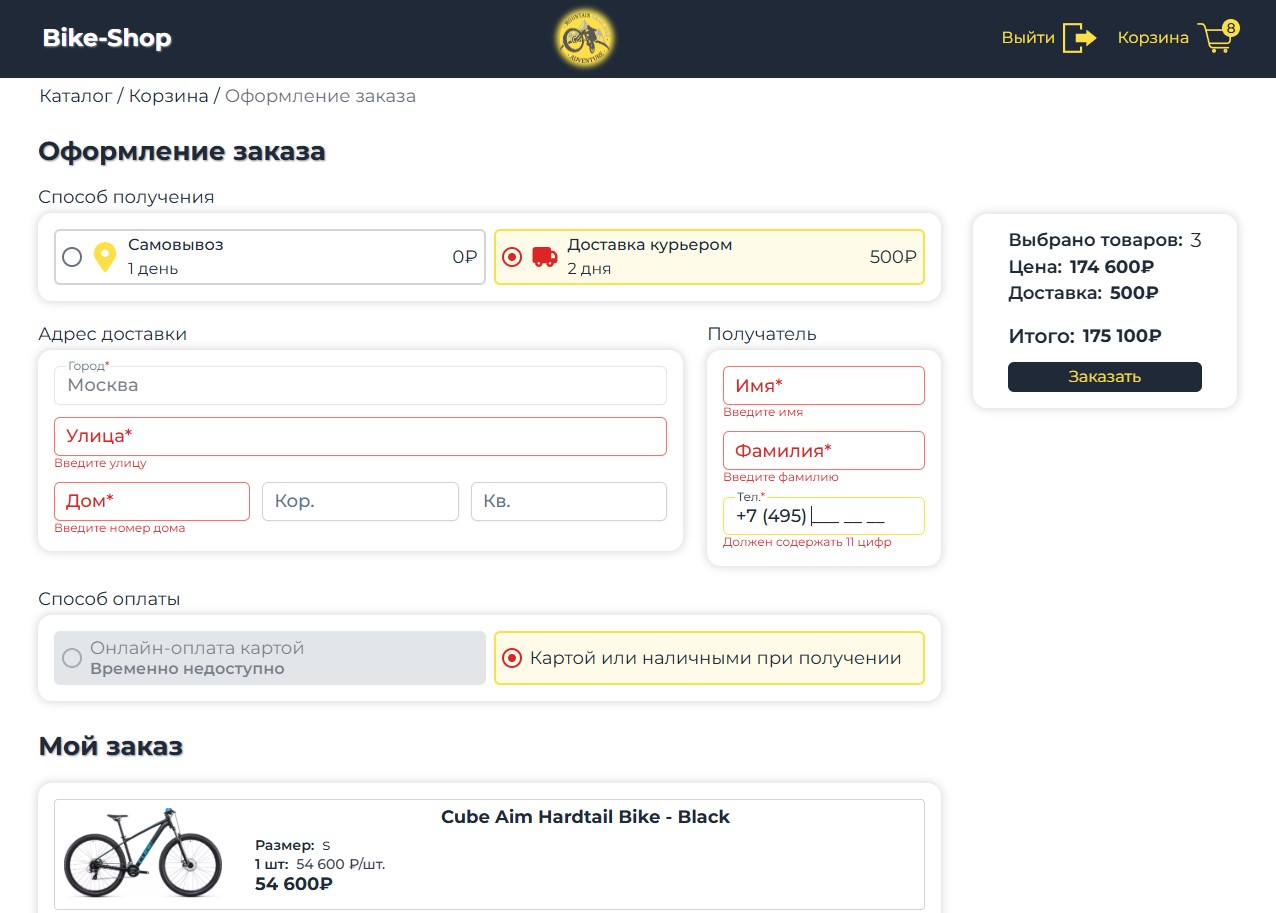 Bike-Shop
MOUNTAIN
ADVENTURE
Выйти
Корзина
8
Каталог / Корзина / Оформление заказа
Оформление заказа
Способ получения
Самовывоз
1 день
0₽
Доставка курьером
2 дня
500₽
Выбрано товаров: 3
Цена: 174 600₽
Доставка: 500₽
Итого: 175 100₽
Заказать
Адрес доставки
Город*
Москва
Улица*
Введите улицу
Дом*
Введите номер дома
Кор.
Кв.
Получатель
Имя*
Введите имя
Фамилия*
Введите фамилию
Тел.*
+7 (495) ___ __ __
Должен содержать 11 цифр
Способ оплаты
Онлайн-оплата картой
Временно недоступно
Картой или наличными при получении
Мой заказ
Cube Aim Hardtail Bike - Black
Размер: S
1 шт: 54 600 ₽/шт.
54 600₽